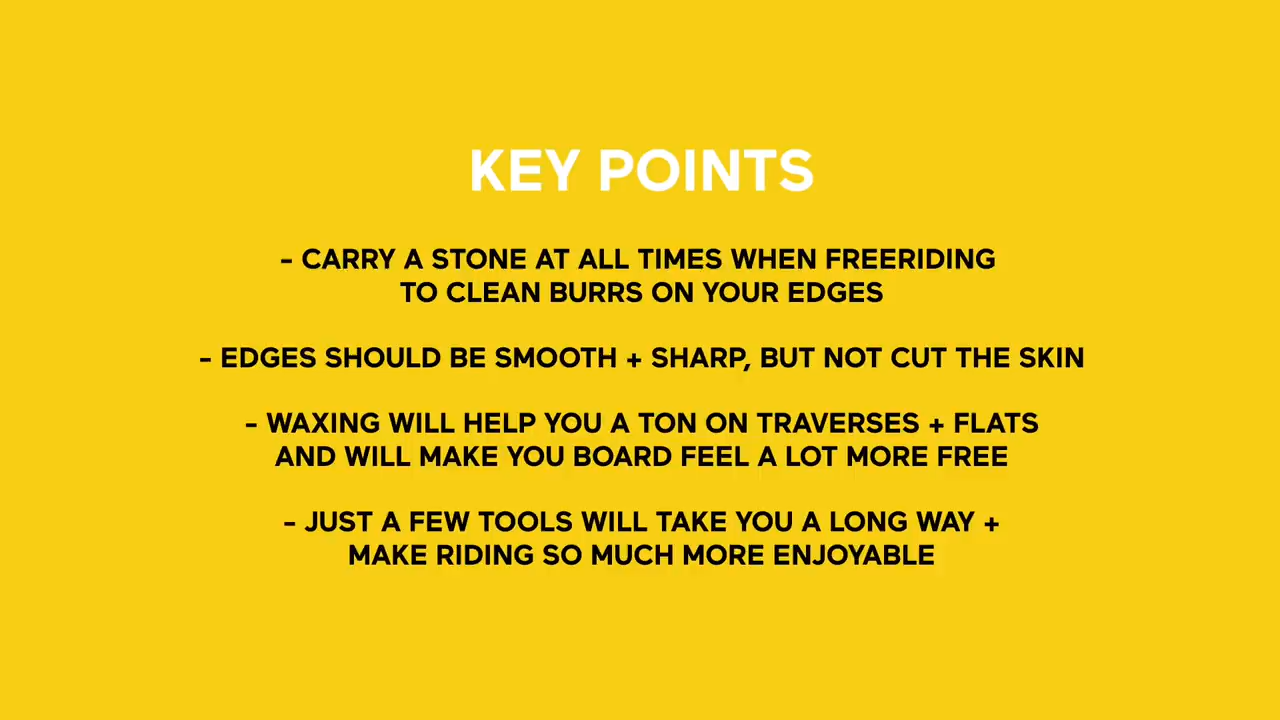 KEY POINTS
- CARRY A STONE AT ALL TIMES WHEN FREERIDING
TO CLEAN BURRS ON YOUR EDGES
- EDGES SHOULD BE SMOOTH + SHARP, BUT NOT CUT THE SKIN
- WAXING WILL HELP YOU A TON ON TRAVERSES + FLATS
AND WILL MAKE YOU BOARD FEEL A LOT MORE FREE
- JUST A FEW TOOLS WILL TAKE YOU A LONG WAY +
MAKE RIDING SO MUCH MORE ENJOYABLE